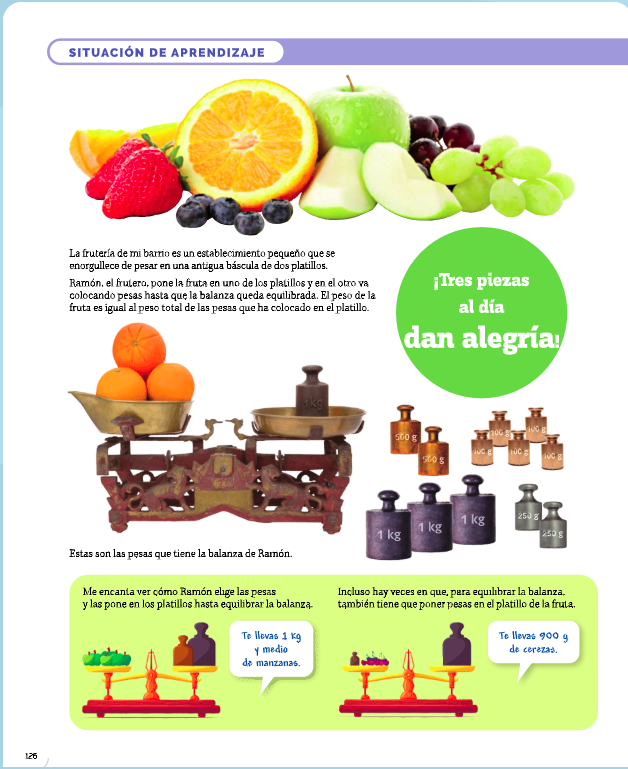 SITUACIÓN DE APRENDIZAJE
La frutería de mi barrio es un establecimiento pequeño que se
enorgullece de pesar en una antigua báscula de dos platillos.
Ramón, el frutero, pone la fruta en uno de los platillos y en el otro va
colocando pesas hasta que la balanza queda equilibrada. El peso de la
fruta es igual al peso total de las pesas que ha colocado en el platillo.
¡Tres piezas
al día
dan alegría!
1 kg
500 g
500 g
100 g
100 g
100 g
100 g
100 g
1 kg
1 kg
1 kg
250 g
250 g
Estas son las pesas que tiene la balanza de Ramón.
Me encanta ver cómo Ramón elige las pesas
y las pone en los platillos hasta equilibrar la balanza.
Te llevas 1 kg
y medio
de manzanas.
Incluso hay veces en que, para equilibrar la balanza,
también tiene que poner pesas en el platillo de la fruta.
Te llevas 900 g
de cerezas.
126